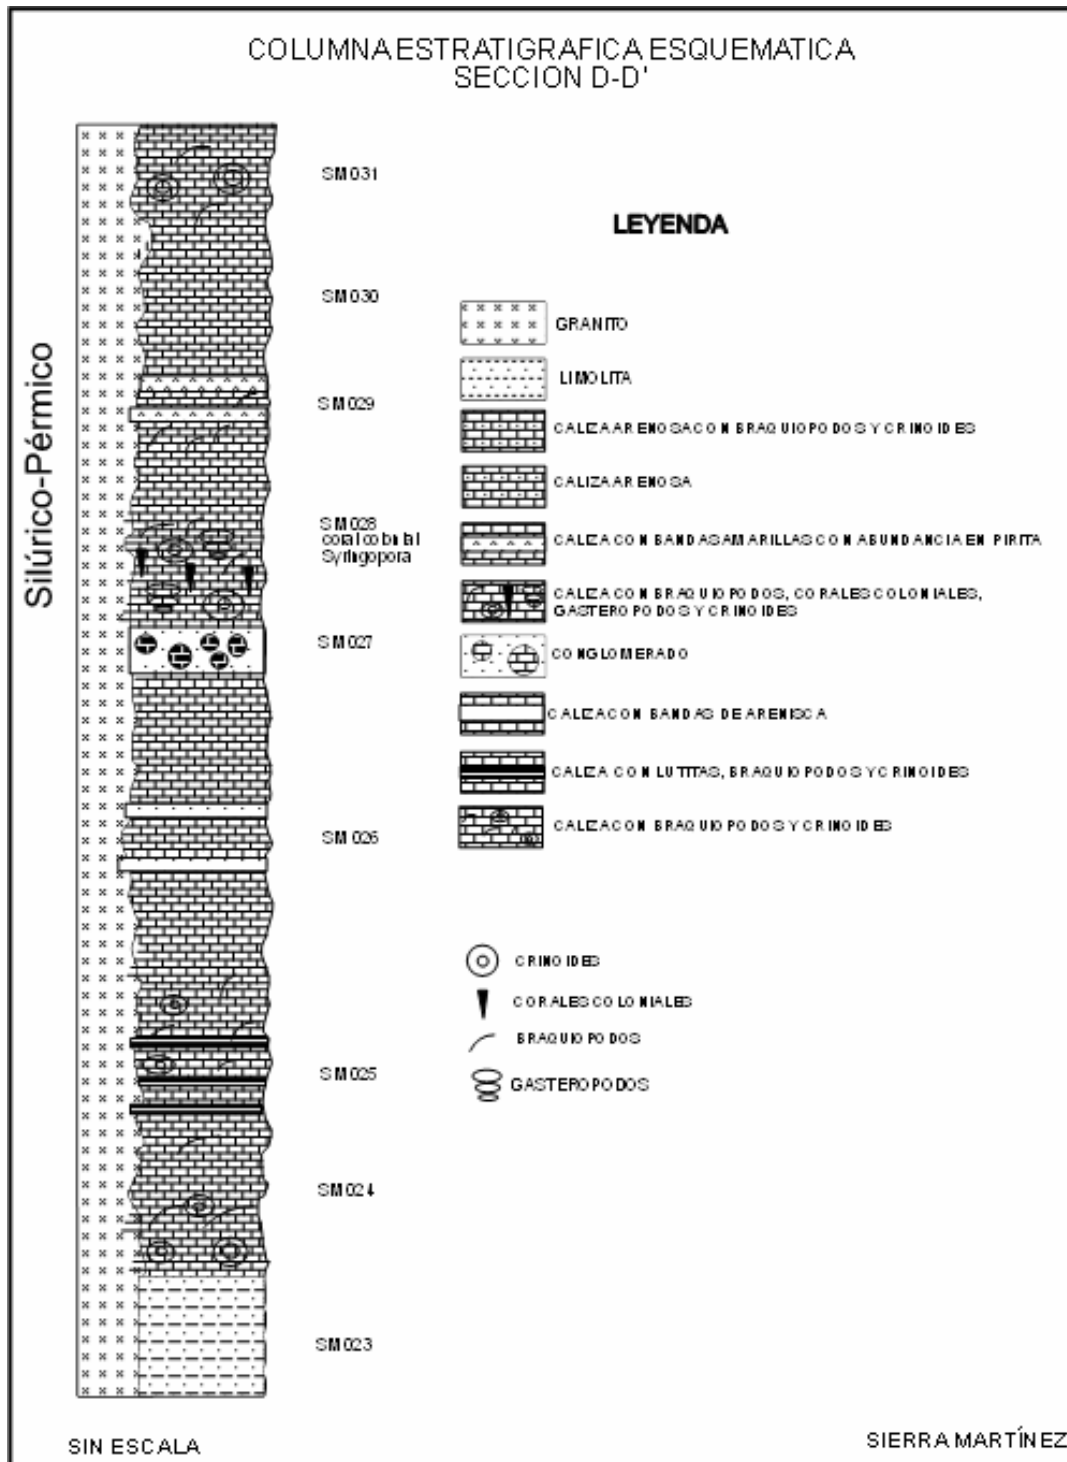 COLUMNA ESTRATIGRAFICA ESQUEMATICA
SECCION D-D'
Silúrico-Pérmico
SM031
SM030
SM029
SM028
coral colonial
Syringopora
SM027
SM026
SM025
SM024
SM023
LEYENDA
GRANITO
LIMOLITA
CALIZA ARENOSA CON BRAQUIOPODOS Y CRINOIDES
CALIZA ARENOSA
CALIZA CON BANDAS AMARILLAS CON ABUNDANCIA EN PIRITA
CALIZA CON BRAQUIOPODOS, CORALES COLONIALES,
GASTEROPODOS Y CRINOIDES
CONGLOMERADO
CALIZA CON BANDAS DE ARENISCA
CALIZA CON LUTITAS, BRAQUIOPODOS Y CRINOIDES
CALIZA CON BRAQUIOPODOS Y CRINOIDES
CRINOIDES
CORALES COLONIALES
BRAQUIOPODOS
GASTEROPODOS
SIN ESCALA
SIERRA MARTÍNEZ